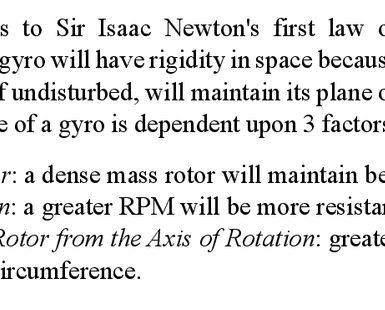 s to Sir Isaac Newton's first law o
gyro will have rigidity in space becaus
f undisturbed, will maintain its plane o
e of a gyro is dependent upon 3 factors
r: a dense mass rotor will maintain be
n: a greater RPM will be more resistan
Rotor from the Axis of Rotation: greate
ircumference.